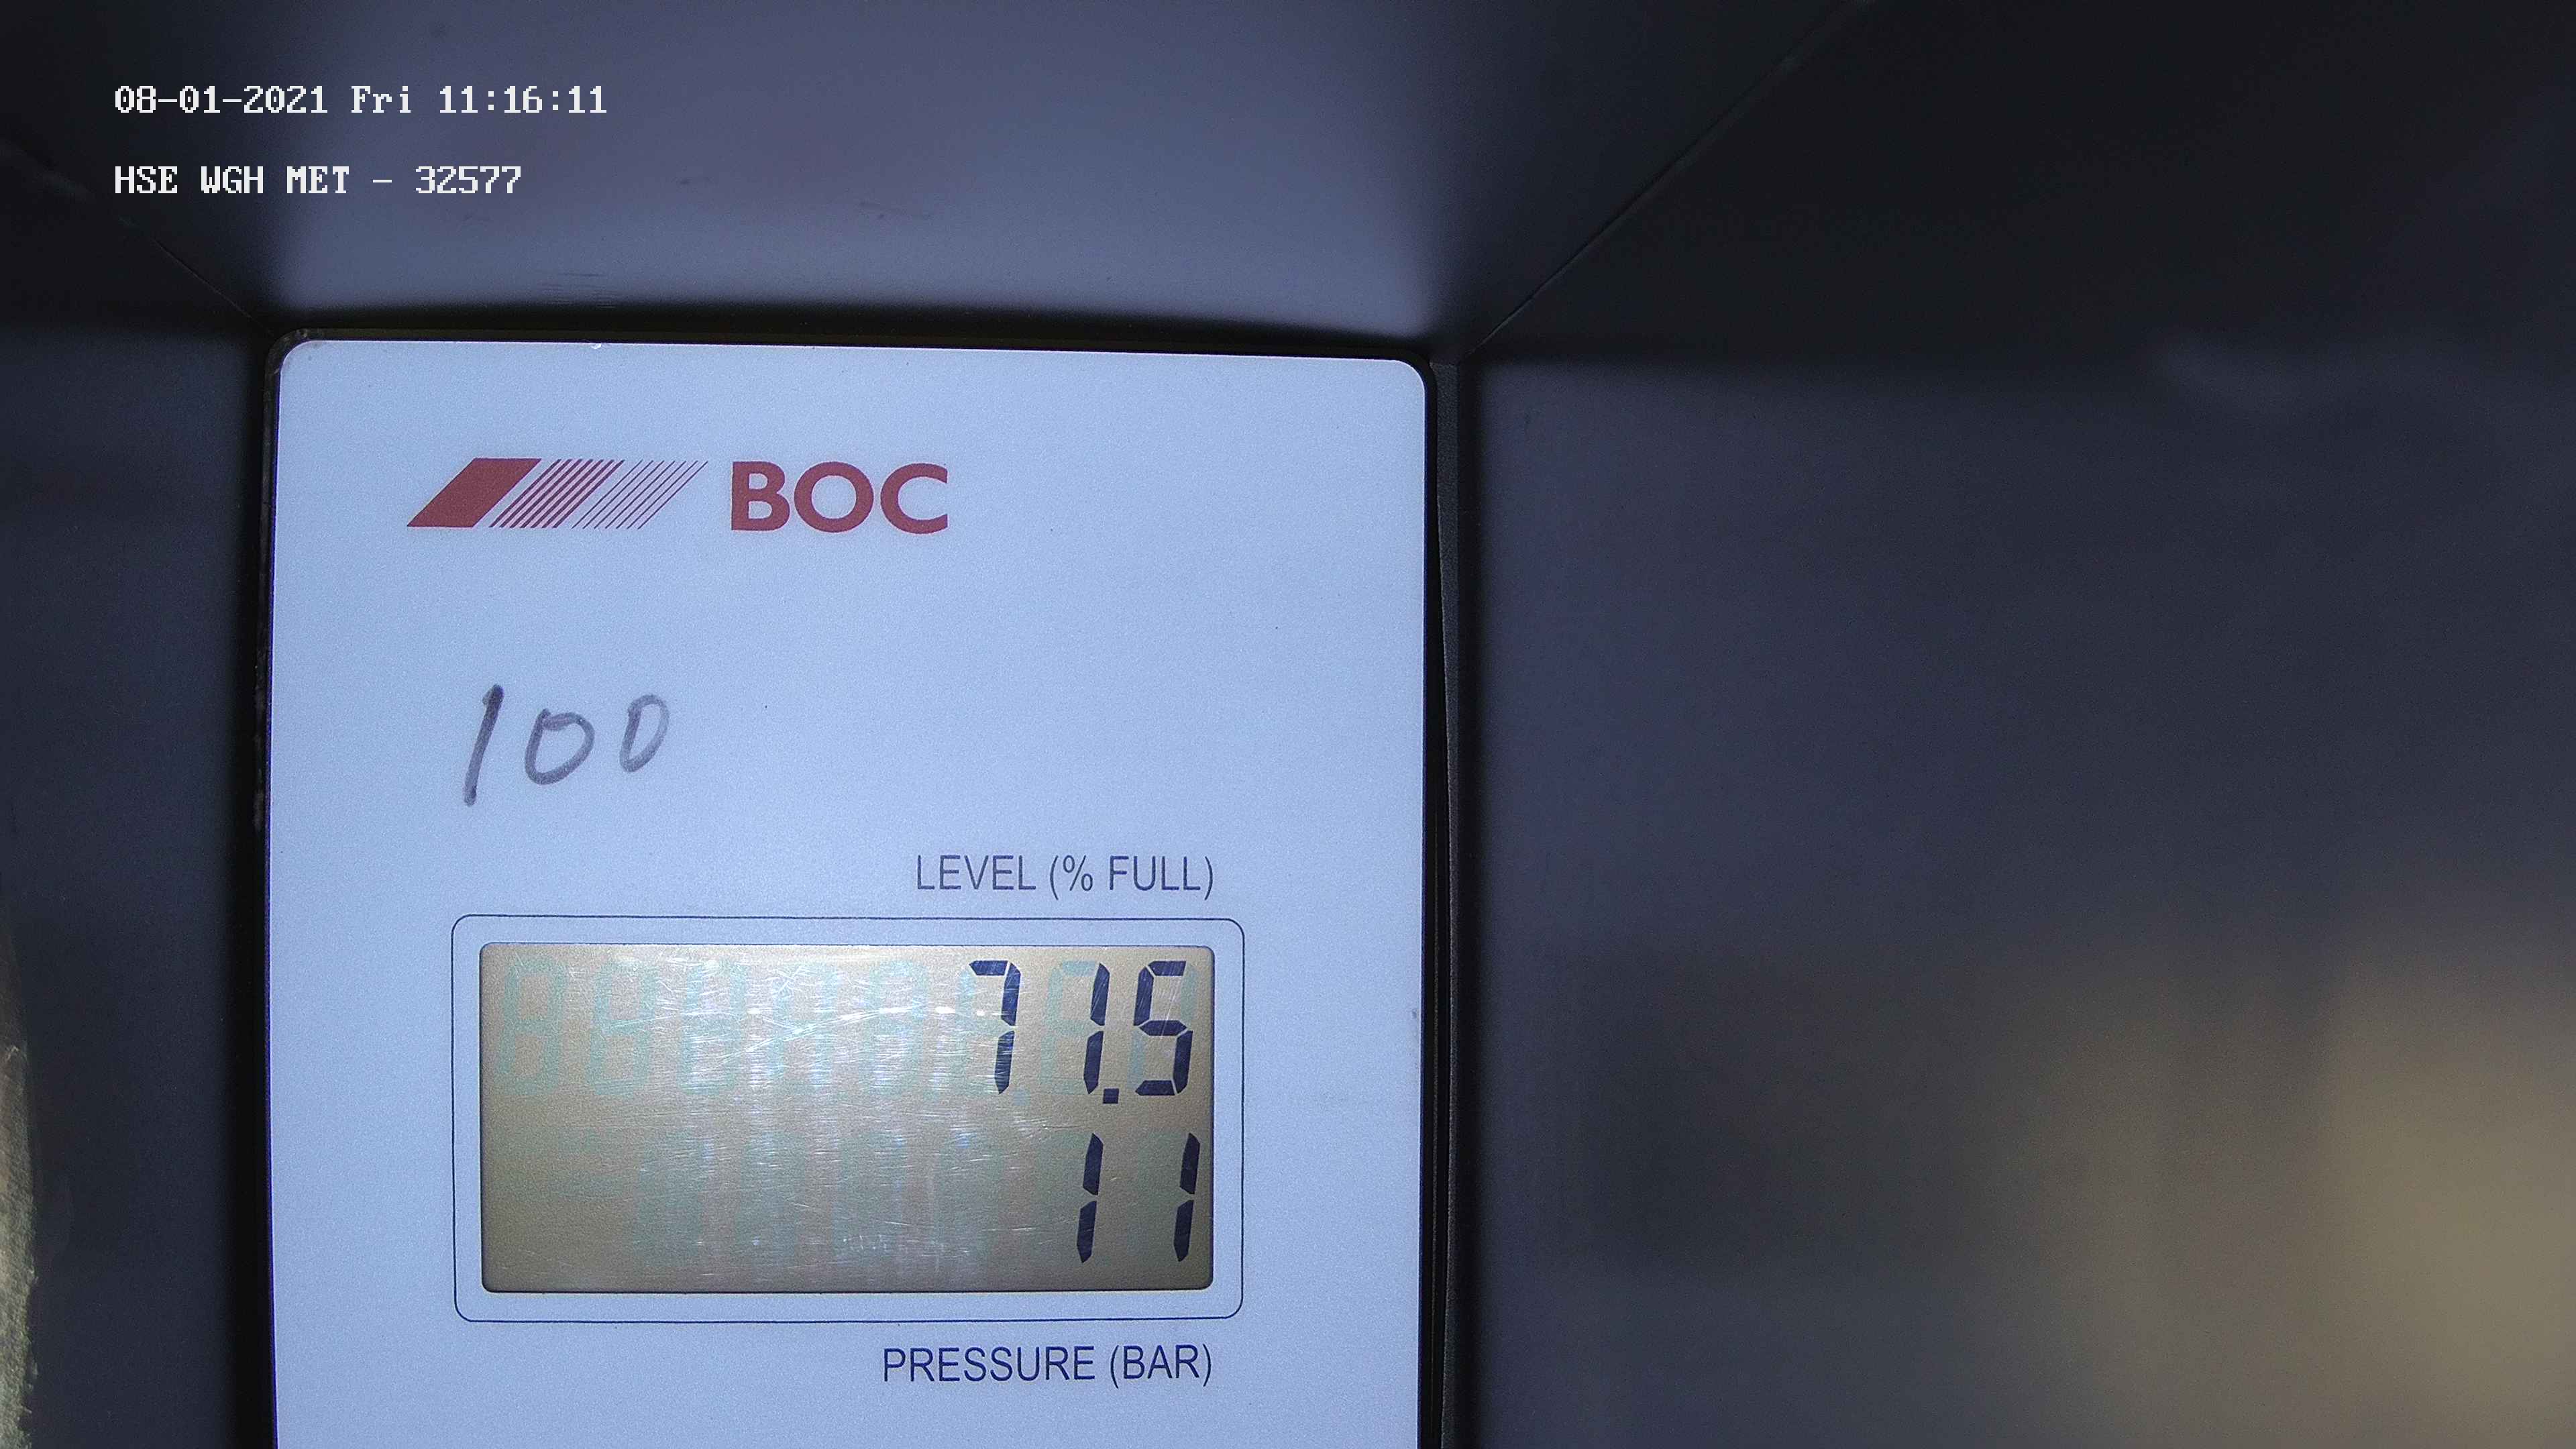 08-01-2021 Fri 11:16:11
HSE WGH MET - 32577
BOC
100
LEVEL (% FULL)
71.5
11
PRESSURE (BAR)